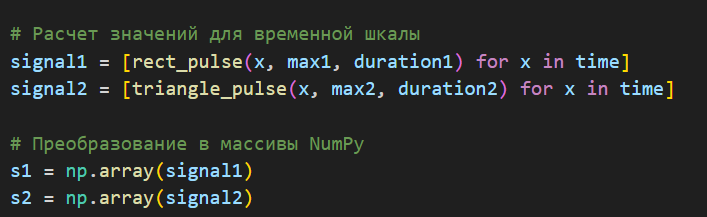 # Расчет значений для временной шкалы
signal1 = [rect_pulse(x, max1, duration1) for x in time]
signal2 = [triangle_pulse(x, max2, duration2) for x in time]
# Преобразование в массивы NumPy
s1 = np.array(signal1)
s2 = np.array(signal2)